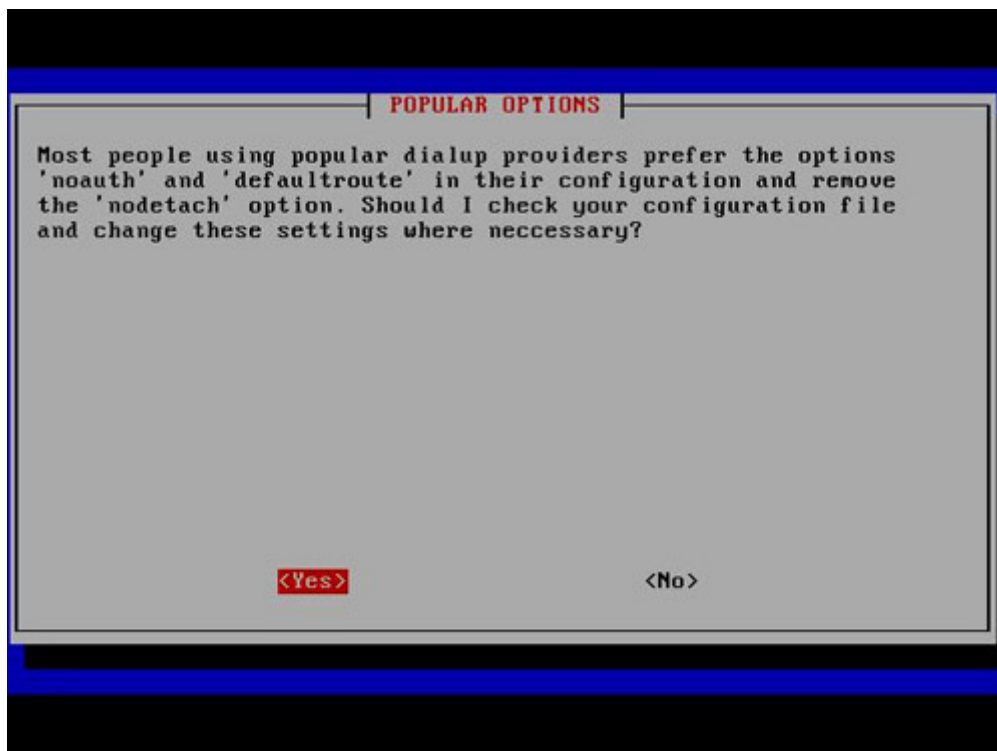 POPULAR OPTIONS
Most people using popular dialup providers prefer the options
'noauth' and 'defaultroute' in their configuration and remove
the 'nodetach' option. Should I check your configuration file
and change these settings where neccessary?
<Yes> <No>